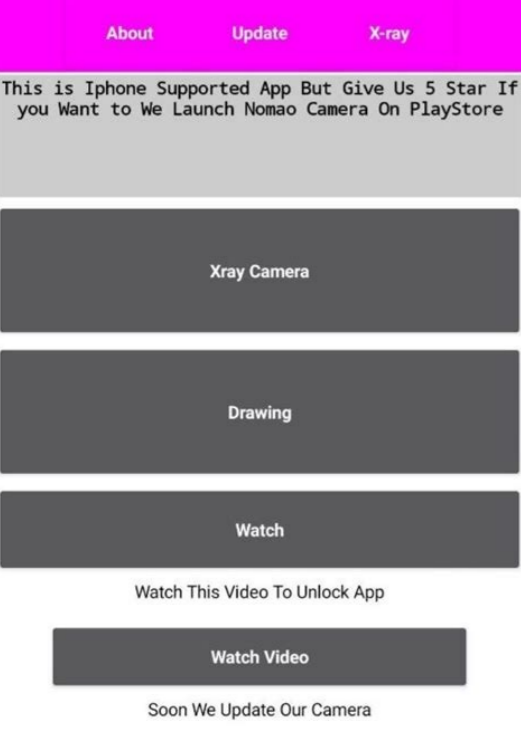 About Update X-ray
This is Iphone Supported App But Give Us 5 Star If
you Want to We Launch Nomao Camera On PlayStore
Xray Camera
Drawing
Watch
Watch This Video To Unlock App
Watch Video
Soon We Update Our Camera